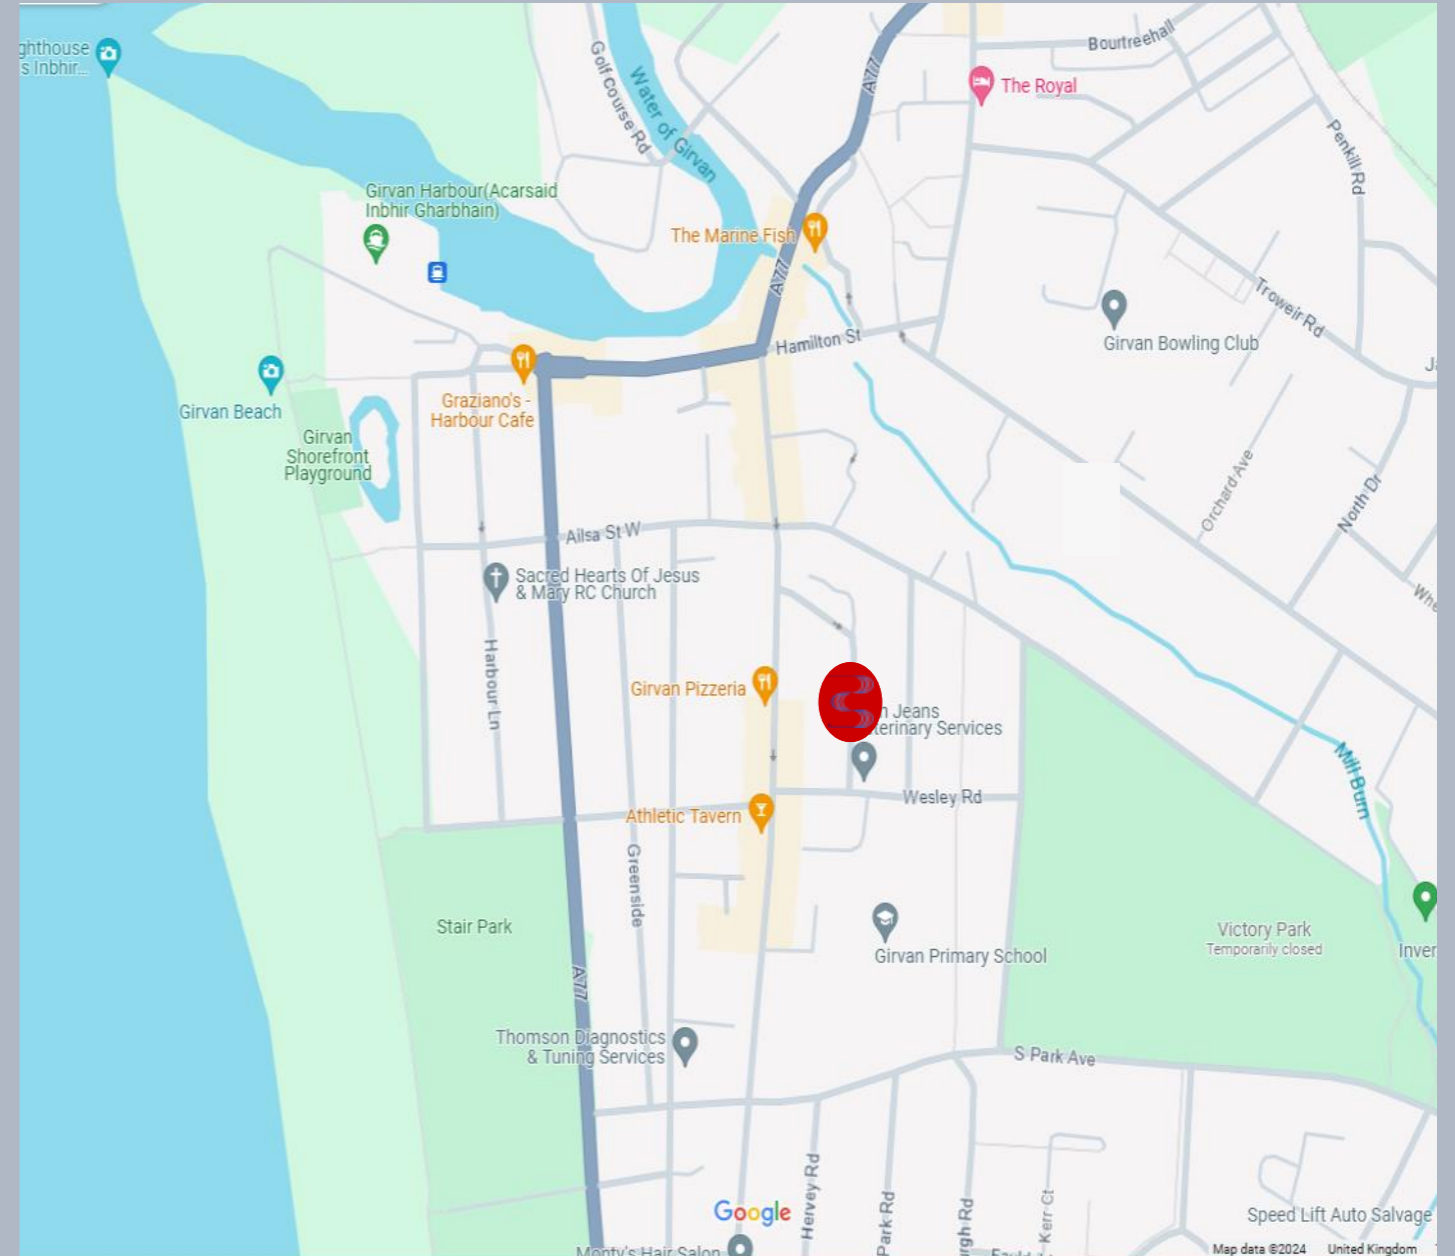 ghthouse
s Inbhir...
Golf Course Rd
Water of Girvan
A77
Bourtreehall
The Royal
Penkill Rd
Girvan Harbour(Acarsaid
Inbhir Gharbhain)
The Marine Fish
A77
Hamilton St
Troweir Rd
Girvan Bowling Club
Girvan Beach
Graziano's -
Harbour Cafe
Girvan
Shorefront
Playground
Orchard Ave
North Dr
Ailsa St W
Sacred Hearts Of Jesus
& Mary RC Church
Whe
Harbour Ln
Girvan Pizzeria
n Jeans
terinary Services
Mill Burn
Wesley Rd
Athletic Tavern
Greenside
Stair Park
Girvan Primary School
Victory Park
Temporarily closed
Inver
A77
Thomson Diagnostics
& Tuning Services
S Park Ave
Hervey Rd
Park Rd
urgh Rd
Kerr Ct
Google
Speed Lift Auto Salvage
Monty's Hair Salon
Map data ©2024 United Kingdom